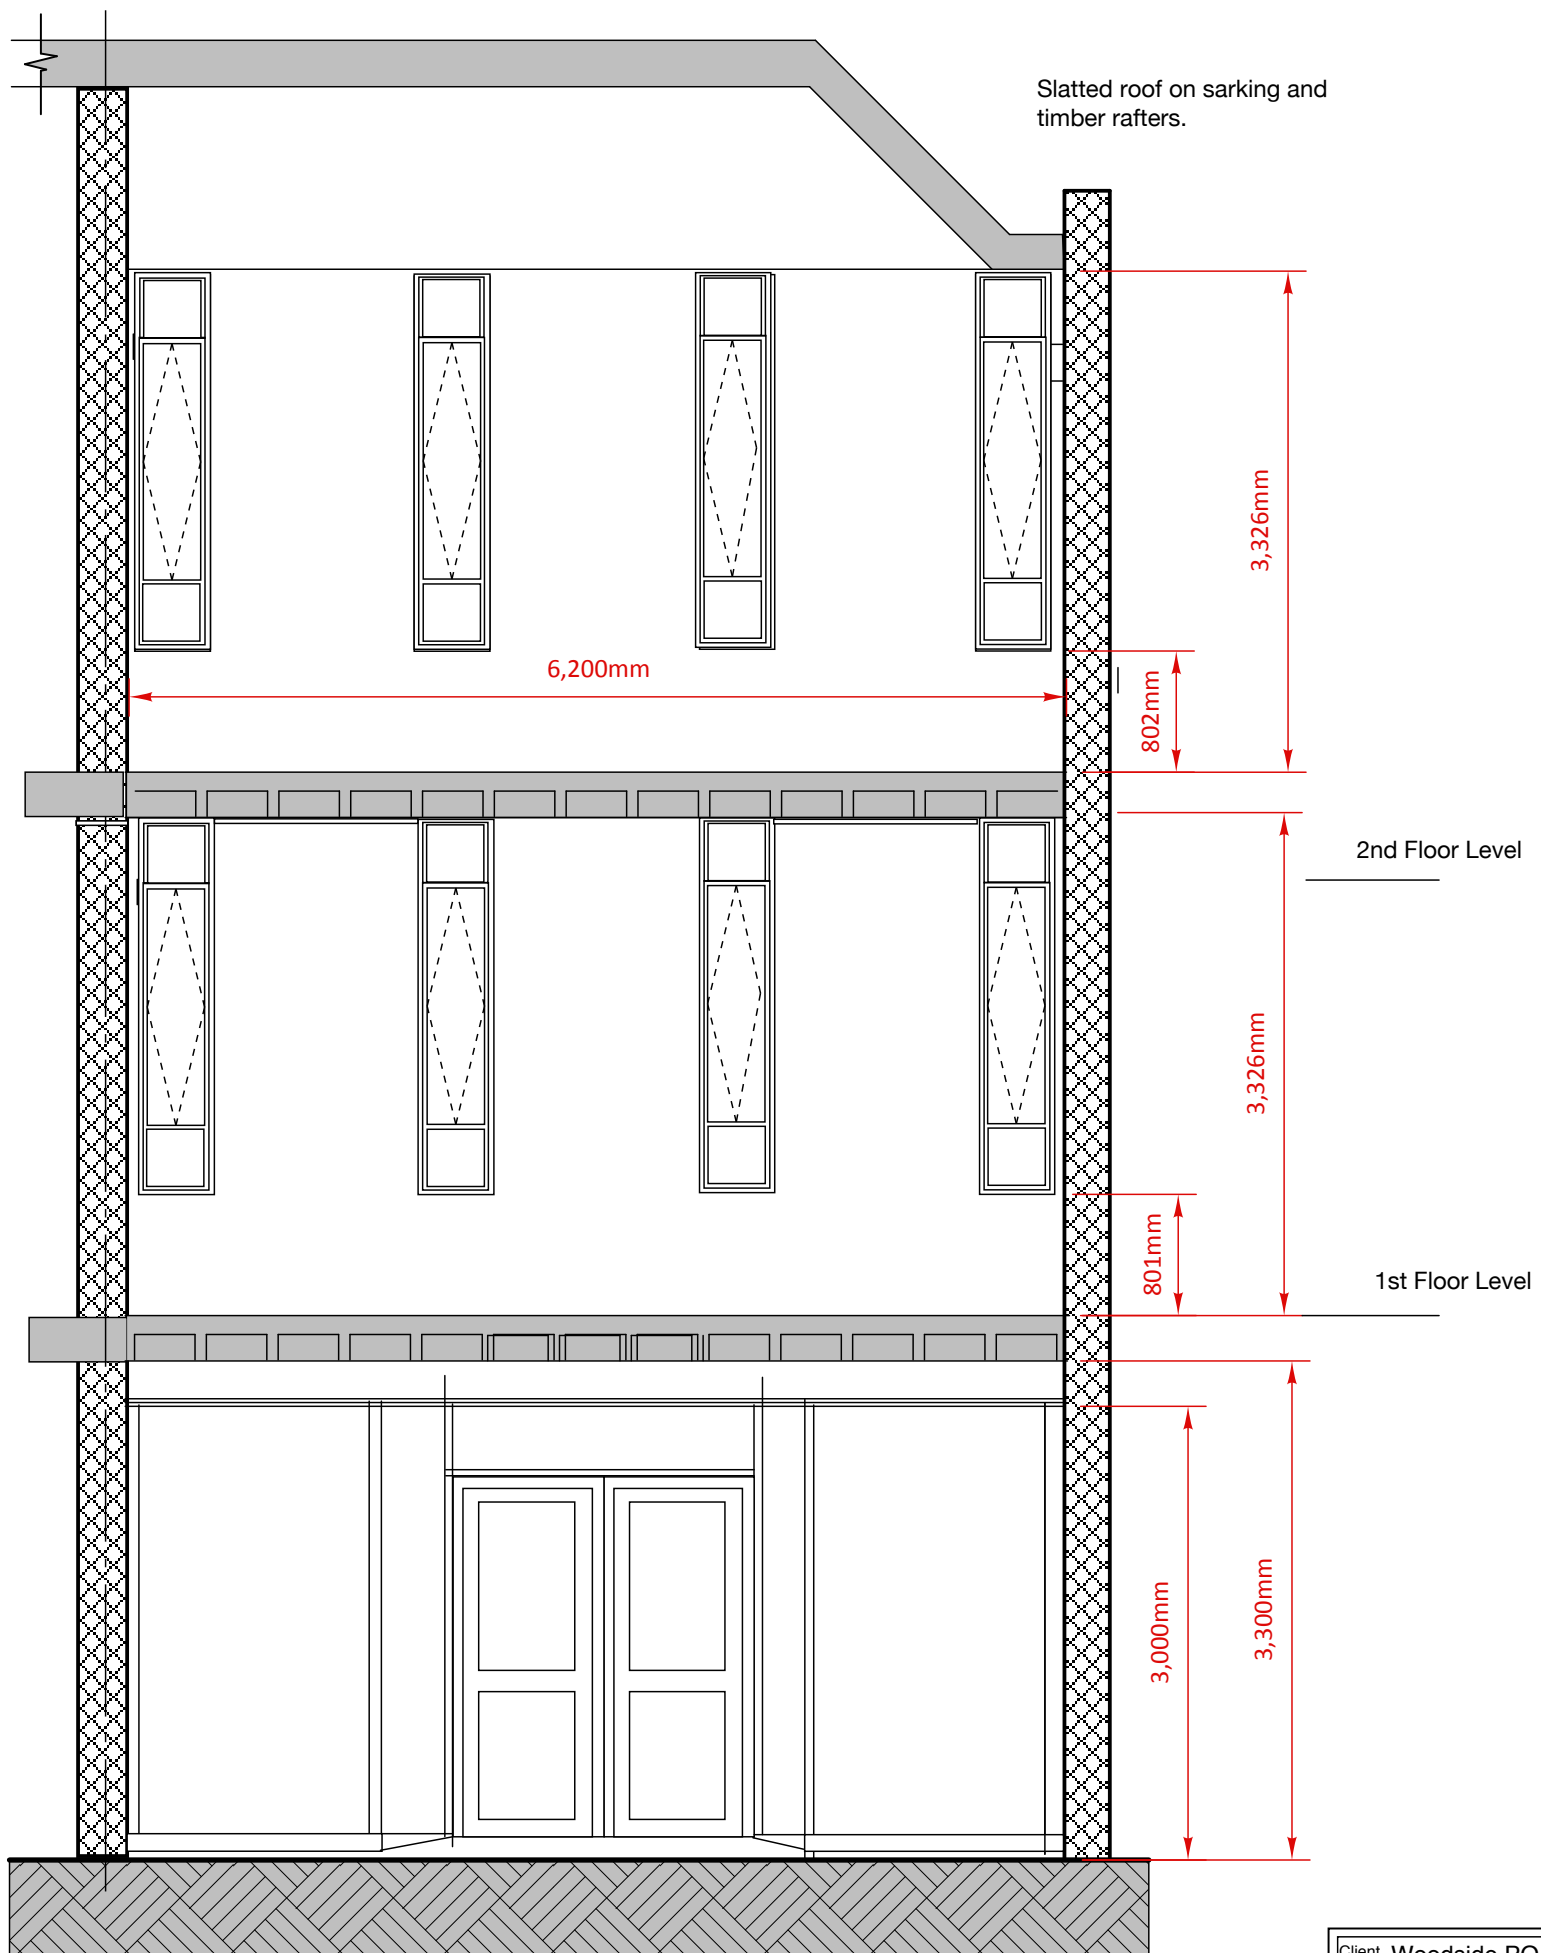 Slatted roof on sarking and
timber rafters.
3,326mm
6,200mm
802mm
2nd Floor Level
3,326mm
801mm
1st Floor Level
3,000mm
3,300mm
Client Woodside